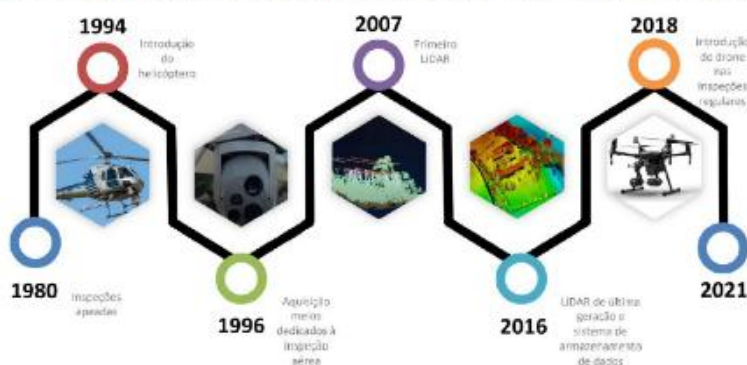 1994
Introdução
do
helicóptero
2007
Primeiro
LiDAR
2018
Introdução
do drone
nas
inspeções
regulares
1980
Inspeções
apeadas
1996
Aquisição
meios
dedicados à
inspeção
aérea
2016
LiDAR de última
geração e
sistema de
armazenamento
de dados
2021